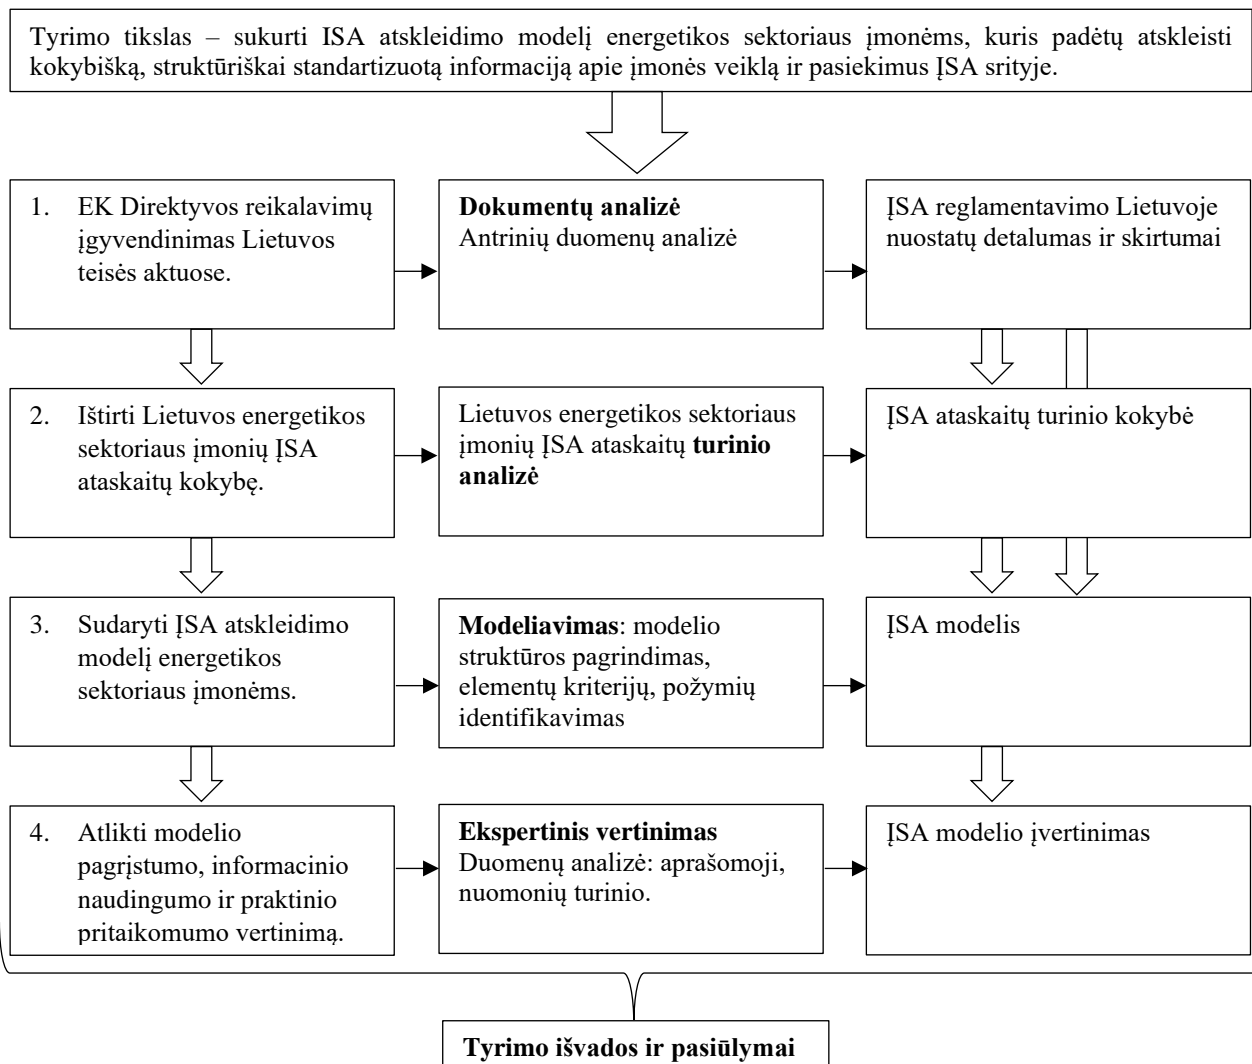 Tyrimo tikslas – sukurti ISA atskleidimo modelį energetikos sektoriaus įmonėms, kuris padėtų atskleisti
kokybišką, struktūriškai standartizuotą informaciją apie įmonės veiklą ir pasiekimus ĮSA srityje.
1. EK Direktyvos reikalavimų
įgyvendinimas Lietuvos
teisės aktuose.
Dokumentų analizė
Antrinių duomenų analizė
ĮSA reglamentavimo Lietuvoje
nuostatų detalumas ir skirtumai
2. Ištirti Lietuvos energetikos
sektoriaus įmonių ĮSA
ataskaitų kokybę.
Lietuvos energetikos sektoriaus
įmonių ĮSA ataskaitų turinio
analizė
ĮSA ataskaitų turinio kokybė
3. Sudaryti ĮSA atskleidimo
modelį energetikos
sektoriaus įmonėms.
Modeliavimas: modelio
struktūros pagrindimas,
elementų kriterijų, požymių
identifikavimas
ĮSA modelis
4. Atlikti modelio
pagrįstumo, informacinio
naudingumo ir praktinio
pritaikomumo vertinimą.
Ekspertinis vertinimas
Duomenų analizė: aprašomoji,
nuomonių turinio.
ĮSA modelio įvertinimas
Tyrimo išvados ir pasiūlymai